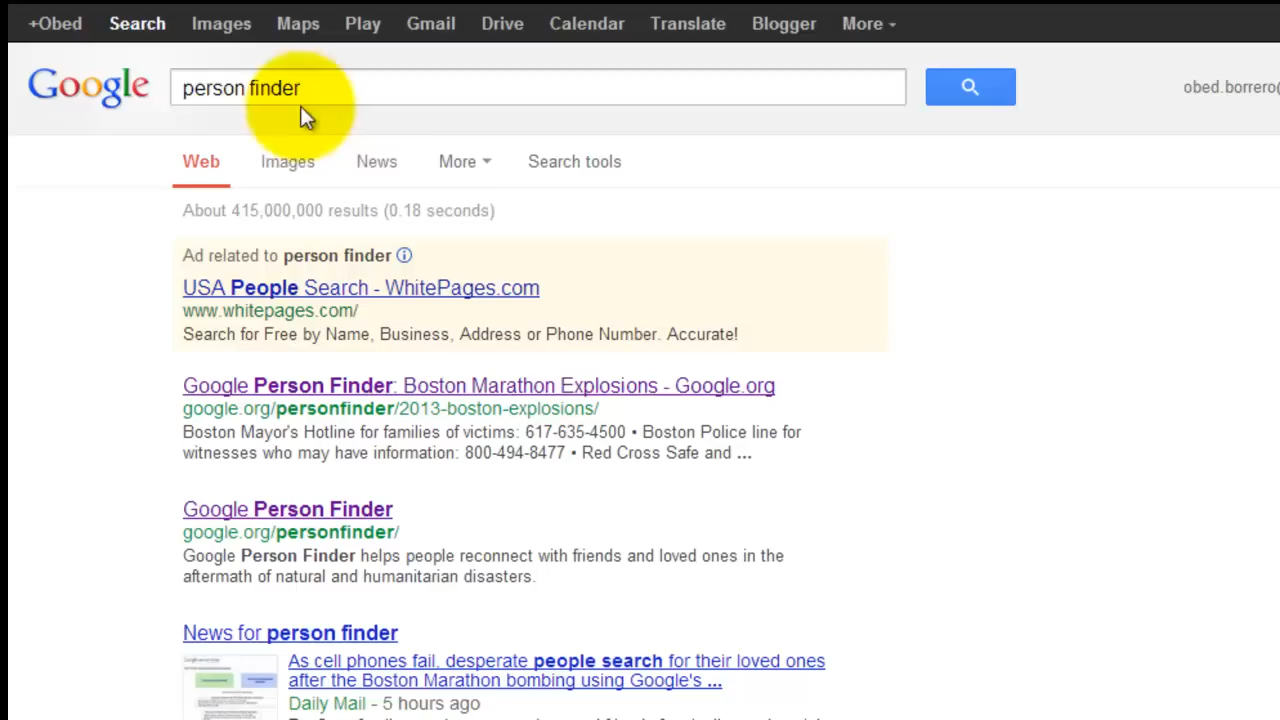 +Obed Search Images Maps Play Gmail Drive Calendar Translate Blogger More
Google person finder obed.borrero@
Web Images News More Search tools
About 415,000,000 results (0.18 seconds)
Ad related to person finder
USA People Search - WhitePages.com
www.whitepages.com/
Search for Free by Name, Business, Address or Phone Number. Accurate!
Google Person Finder: Boston Marathon Explosions - Google.org
google.org/personfinder/2013-boston-explosions/
Boston Mayor's Hotline for families of victims: 617-635-4500 • Boston Police line for
witnesses who may have information: 800-494-8477 • Red Cross Safe and ...
Google Person Finder
google.org/personfinder/
Google Person Finder helps people reconnect with friends and loved ones in the
aftermath of natural and humanitarian disasters.
News for person finder
As cell phones fail, desperate people search for their loved ones
after the Boston Marathon bombing using Google's ...
Daily Mail - 5 hours ago